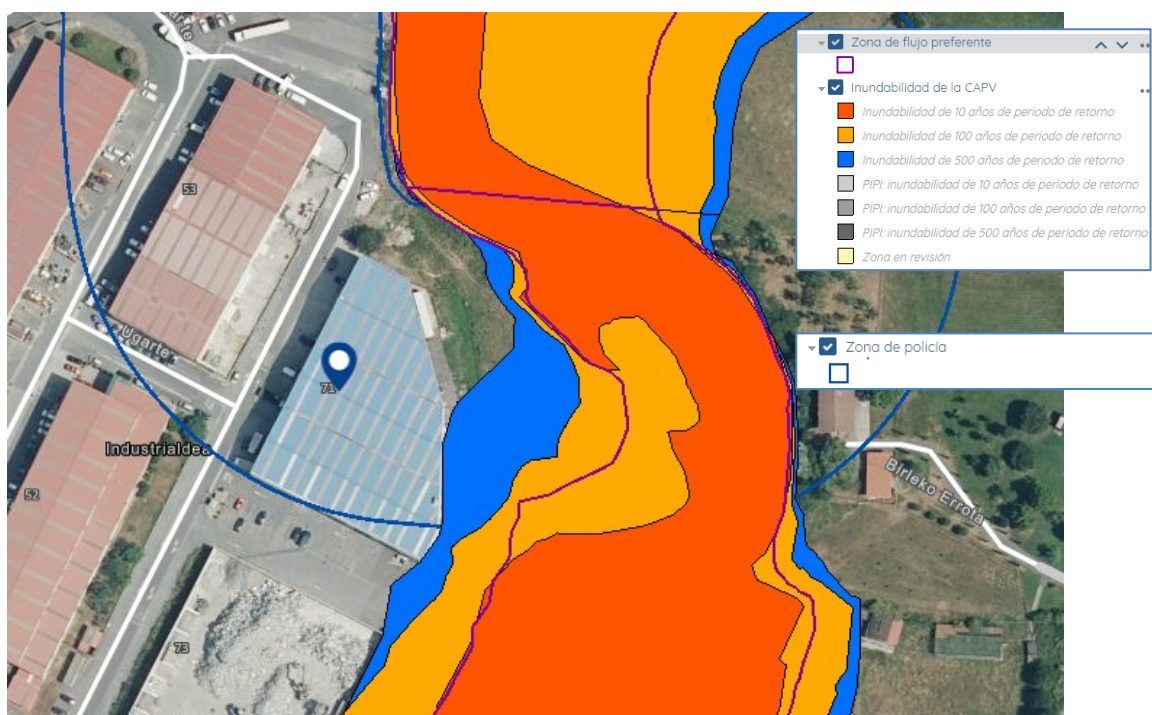 Zona de flujo preferente
Inundabilidad de la CAPV
Inundabilidad de 10 años de periodo de retorno
Inundabilidad de 100 años de periodo de retorno
Inundabilidad de 500 años de periodo de retorno
PIPI: inundabilidad de 10 años de periodo de retorno
PIPI: inundabilidad de 100 años de periodo de retorno
PIPI: inundabilidad de 500 años de periodo de retorno
Zona en revisión
Zona de policía
53
Ugarte
71
Industrialdea
52
73
Birleko Errota